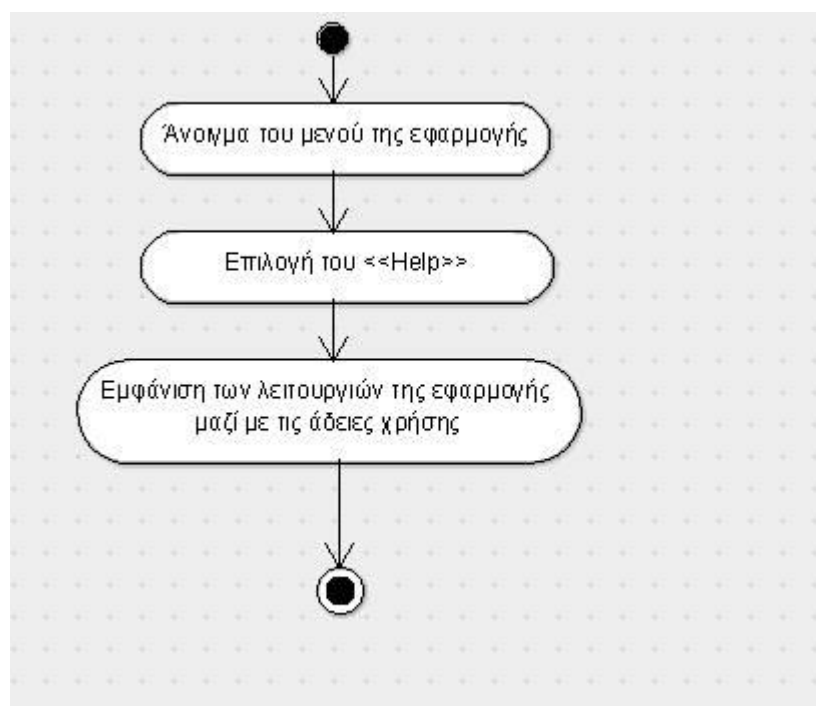 Άνοιγμα του μενού της εφαρμογής
Επιλογή του <<Help>>
Εμφάνιση των λειτουργιών της εφαρμογής
μαζί με τις άδειες χρήσης